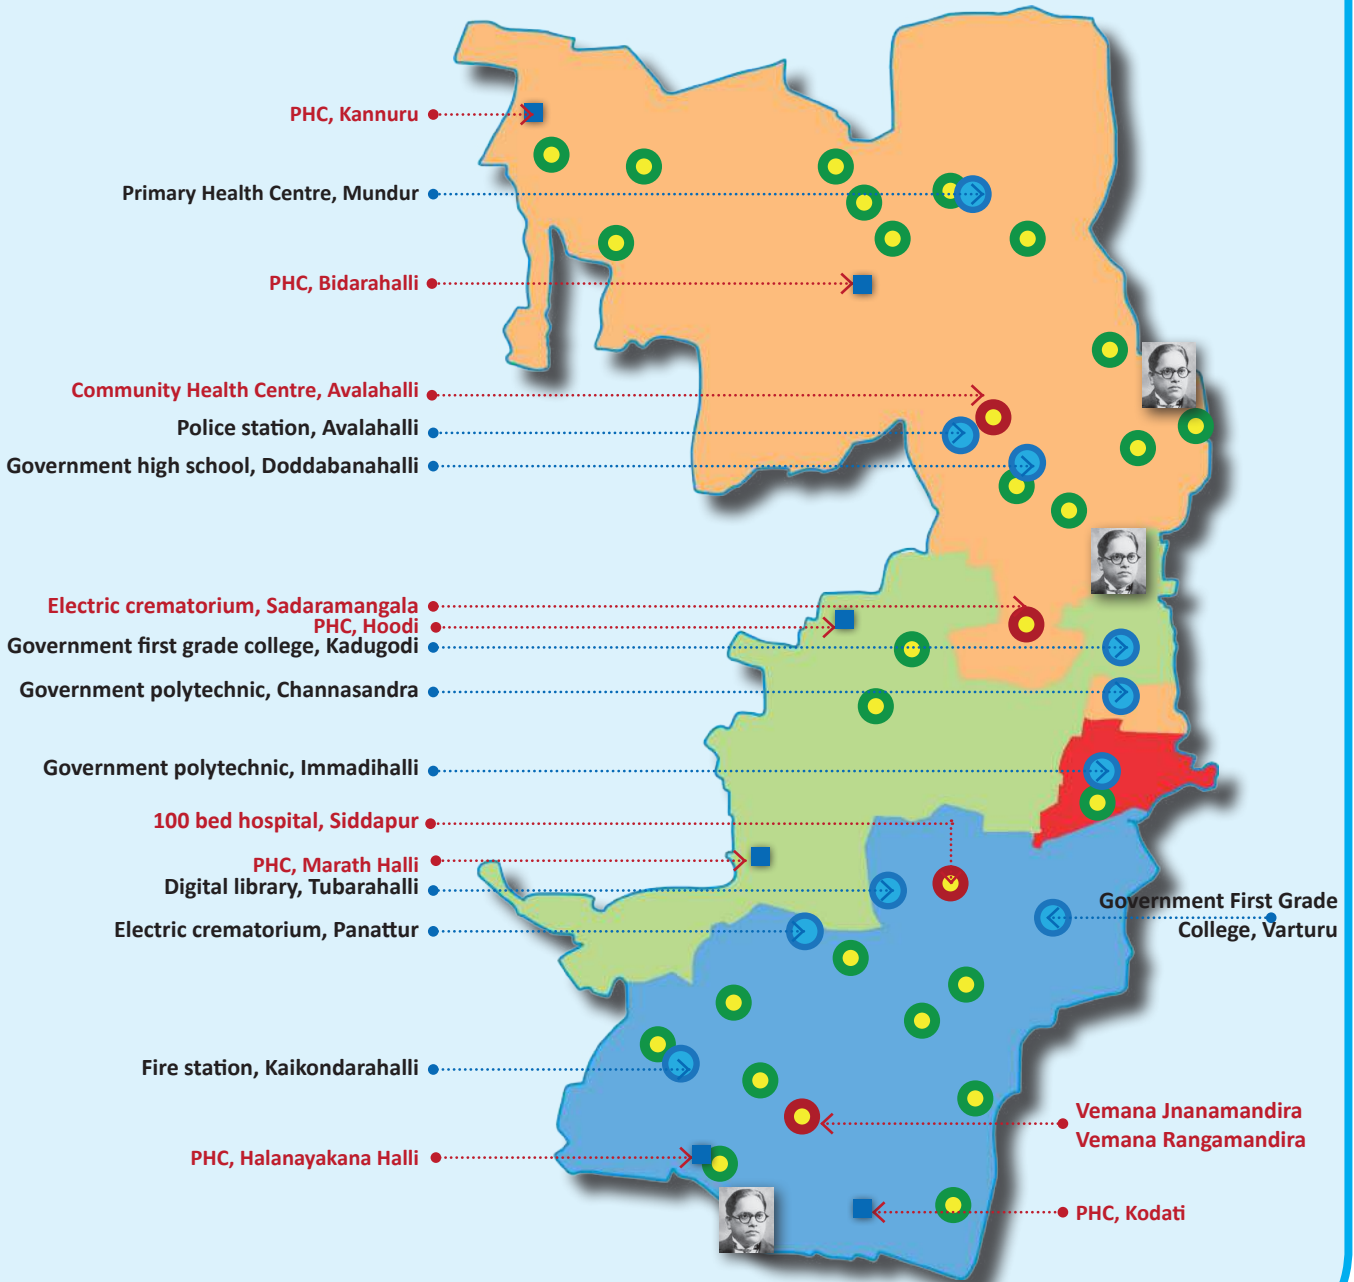 PHC, Kannuru
Primary Health Centre, Mundur
PHC, Bidarahalli
Community Health Centre, Avalahalli
Police station, Avalahalli
Government high school, Doddabanahalli
Electric crematorium, Sadaramangala
PHC, Hoodi
Government first grade college, Kadugodi
Government polytechnic, Channasandra
Government polytechnic, Immadihalli
100 bed hospital, Siddapur
PHC, Marath Halli
Digital library, Tubarahalli
Government First Grade
College, Varturu
Electric crematorium, Panattur
Fire station, Kaikondarahalli
Vemana Jnanamandira
Vemana Rangamandira
PHC, Halanayakana Halli
PHC, Kodati